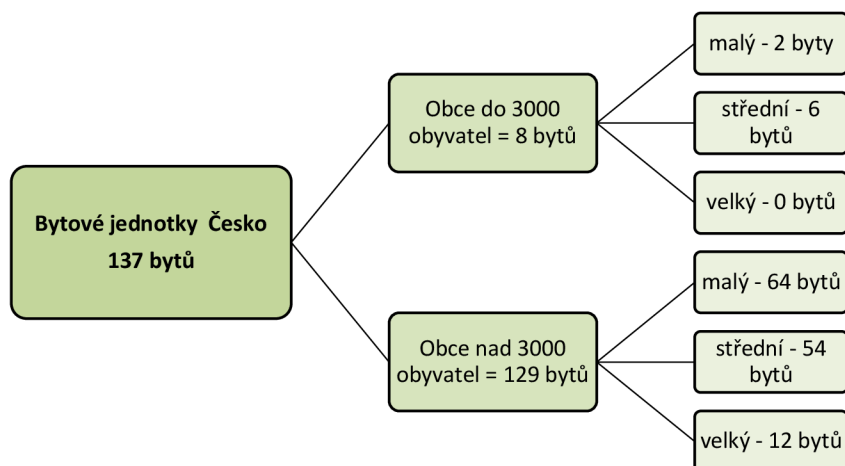 Bytové jednotky Česko
137 bytů
Obce do 3000
obyvatel = 8 bytů
malý - 2 byty
střední - 6
bytů
velký - 0 bytů
Obce nad 3000
obyvatel = 129 bytů
malý - 64 bytů
střední - 54
bytů
velký - 12 bytů